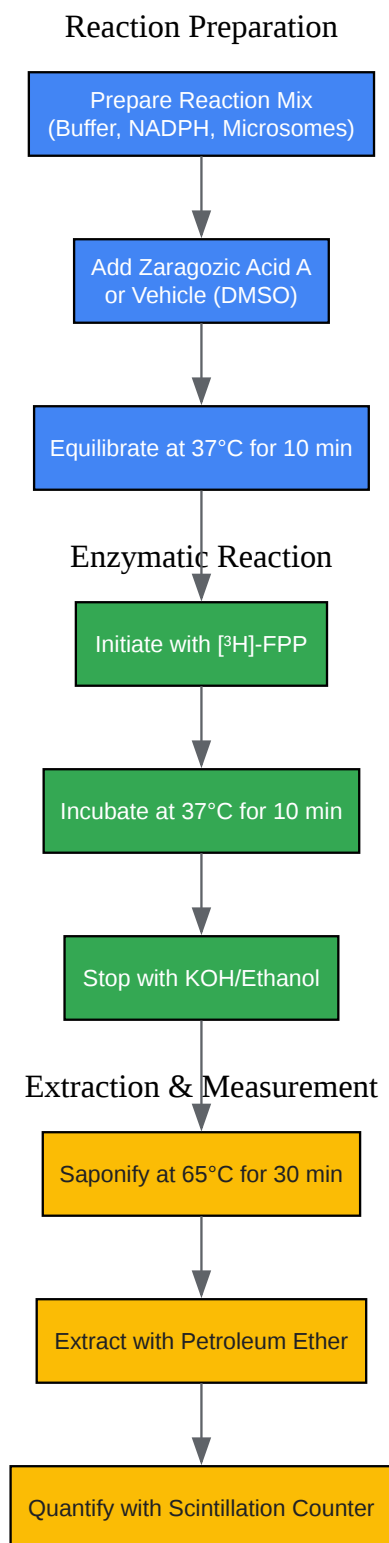 Reaction Preparation
Prepare Reaction Mix
(Buffer, NADPH, Microsomes)
Add Zaragozic Acid A
or Vehicle (DMSO)
Equilibrate at 37°C for 10 min
Enzymatic Reaction
Initiate with [³H]-FPP
Incubate at 37°C for 10 min
Stop with KOH/Ethanol
Extraction & Measurement
Saponify at 65°C for 30 min
Extract with Petroleum Ether
Quantify with Scintillation Counter